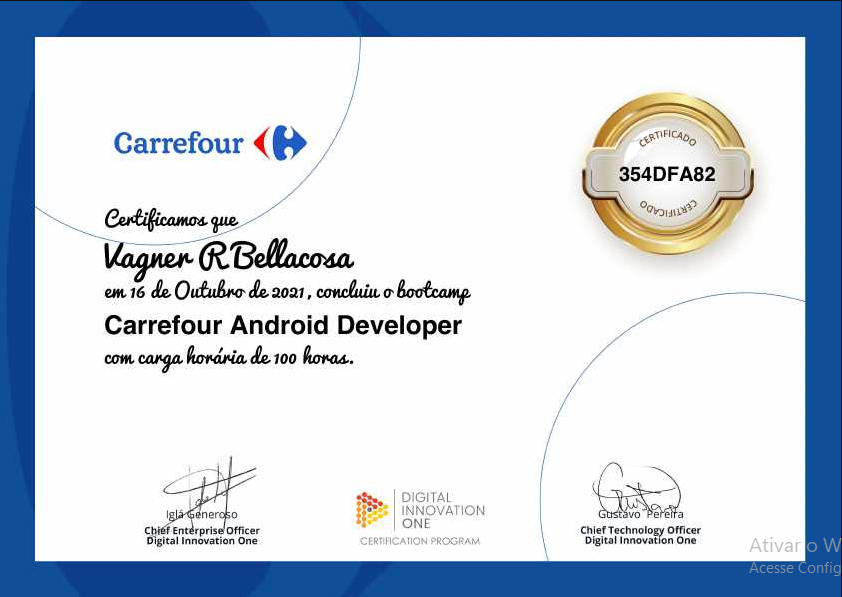 Carrefour
CERTIFICADO
354DFA82
CERTIFICADO
Certificamos que
Vagner R Bellacosa
em 16 de Outubro de 2021, concluiu o bootcamp
Carrefour Android Developer
com carga horária de 100 horas.
Iglá Generoso
Chief Enterprise Officer
Digital Innovation One
DIGITAL
INNOVATION
ONE
CERTIFICATION PROGRAM
Gustavo Pereira
Chief Technology Officer
Digital Innovation One
Ativar o W
Acesse Config